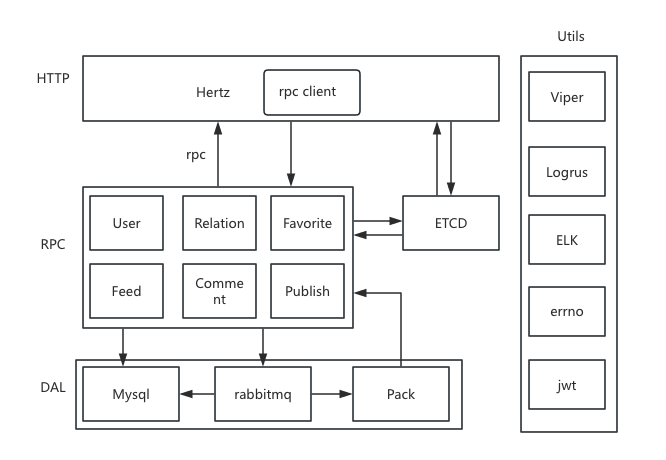 Utils
HTTP
Hertz
rpc client
Viper
rpc
Logrus
User
Relation
Favorite
ETCD
RPC
ELK
Feed
Comme
nt
Publish
errno
DAL
Mysql
rabbitmq
Pack
jwt